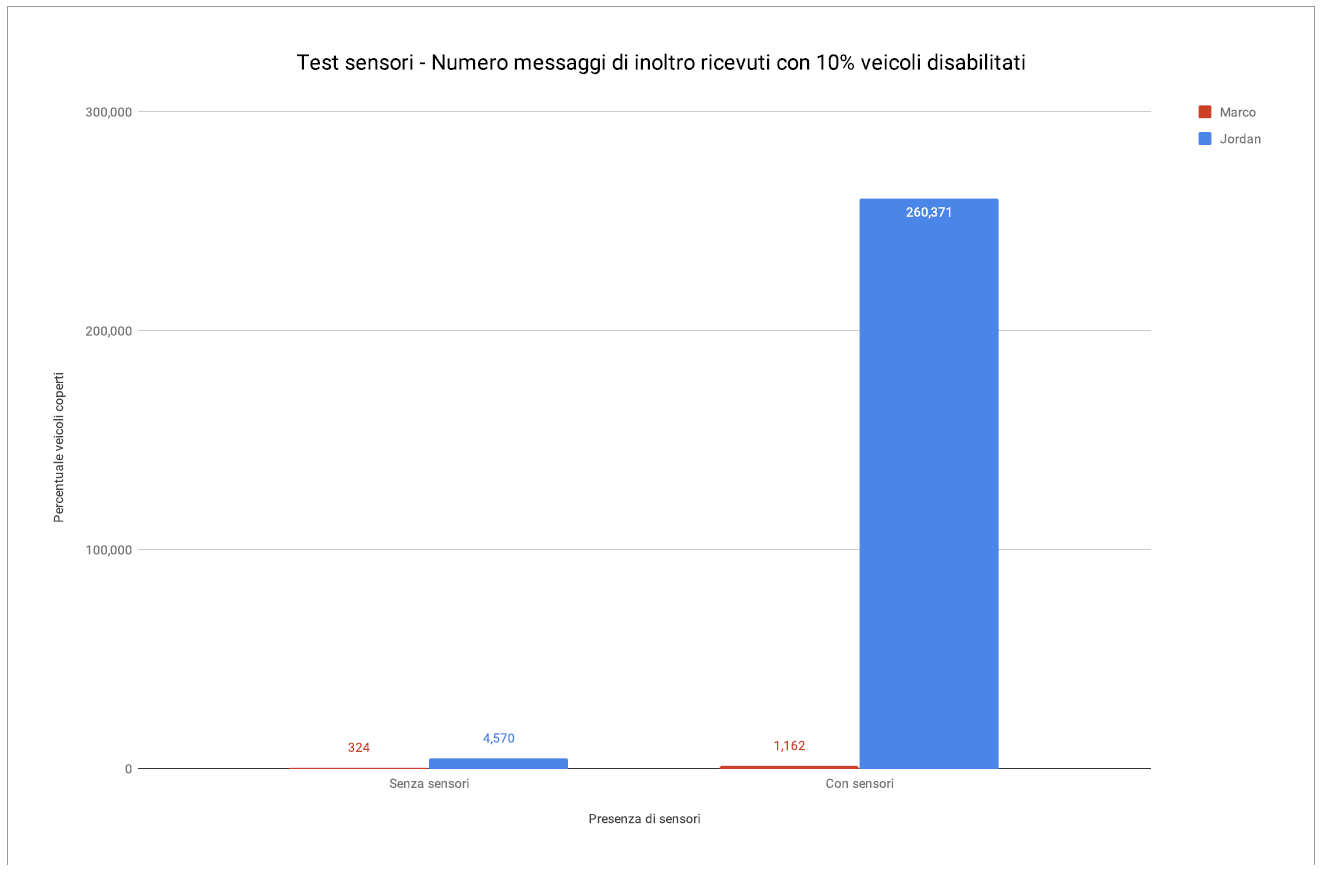 Test sensori - Numero messaggi di inoltro ricevuti con 10% veicoli disabilitati
300,000
200,000
100,000
0
Percentuale veicoli coperti
Marco
Jordan
324
4,570
1,162
260,371
Senza sensori
Con sensori
Presenza di sensori